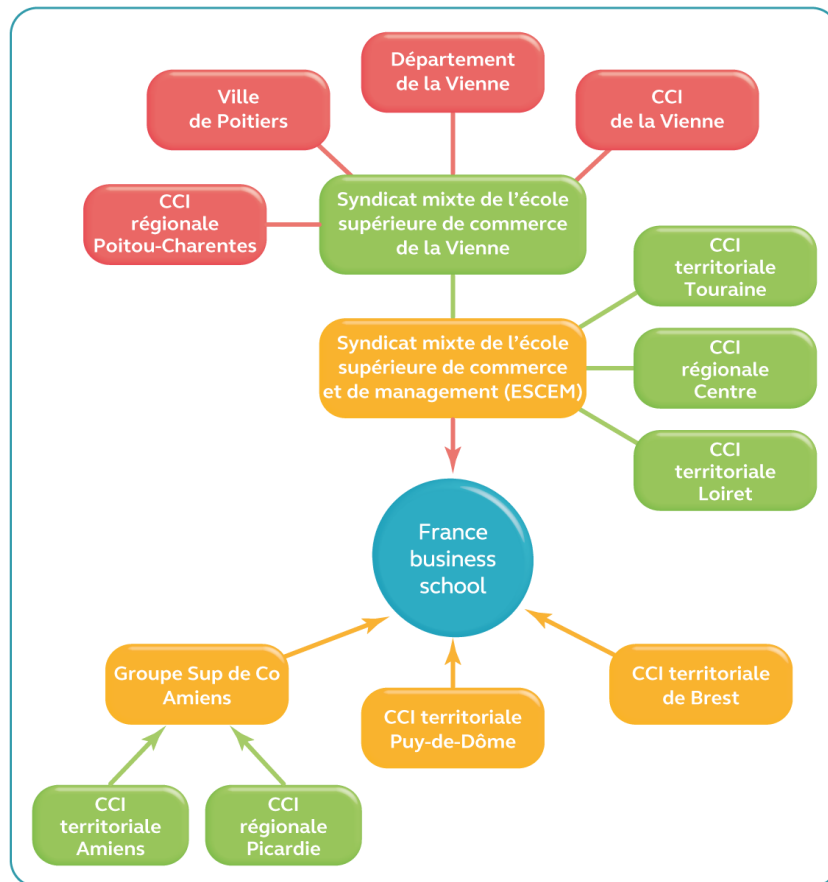 Département
de la Vienne
Ville
de Poitiers
CCI
de la Vienne
CCI
régionale
Poitou-Charentes
Syndicat mixte de l'école
supérieure de commerce
de la Vienne
CCI
territoriale
Touraine
Syndicat mixte de l'école
supérieure de commerce
et de management (ESCEM)
CCI
régionale
Centre
CCI
territoriale
Loiret
France
business
school
Groupe Sup de Co
Amiens
CCI territoriale
Puy-de-Dôme
CCI territoriale
de Brest
CCI
territoriale
Amiens
CCI
régionale
Picardie